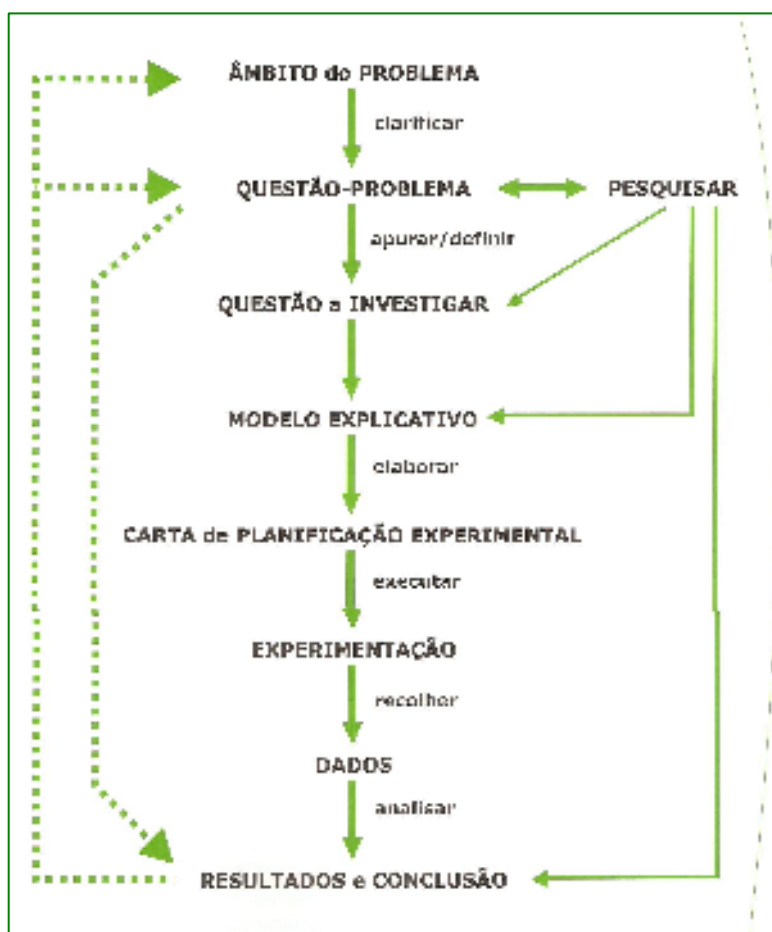 ÂMBITO do PROBLEMA
clarificar
QUESTÃO-PROBLEMA
PESQUISAR
apurar/definir
QUESTÃO a INVESTIGAR
MODELO EXPLICATIVO
elaborar
CARTA de PLANIFICAÇÃO EXPERIMENTAL
executar
EXPERIMENTAÇÃO
recolher
DADOS
analisar
RESULTADOS e CONCLUSÃO